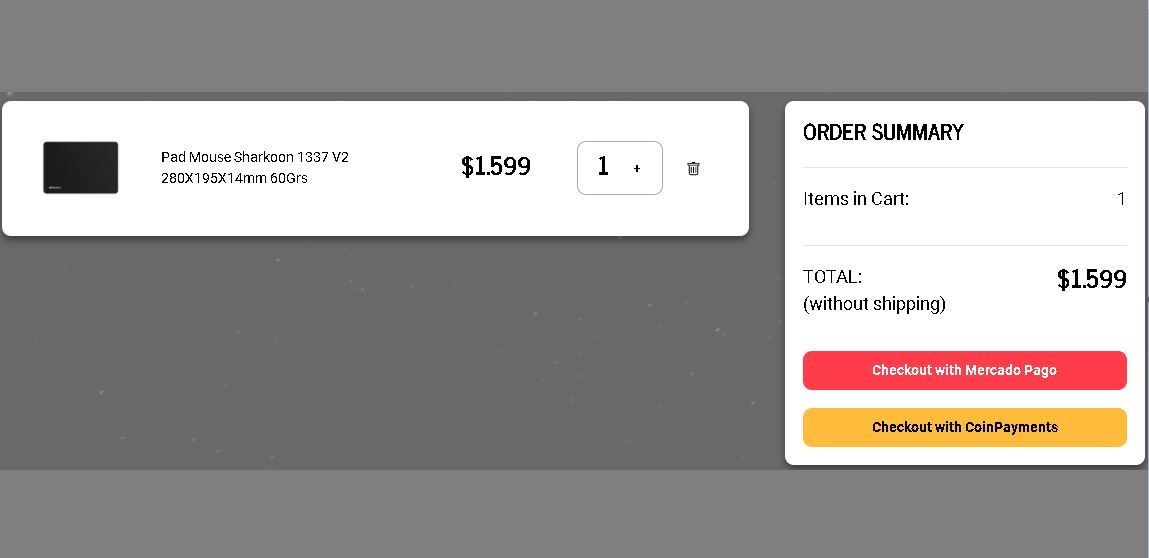 Pad Mouse Sharkoon 1337 V2
280X195X14mm 60Grs
$1.599
1 +
ORDER SUMMARY
Items in Cart: 1
TOTAL: $1.599
(without shipping)
Checkout with Mercado Pago
Checkout with CoinPayments